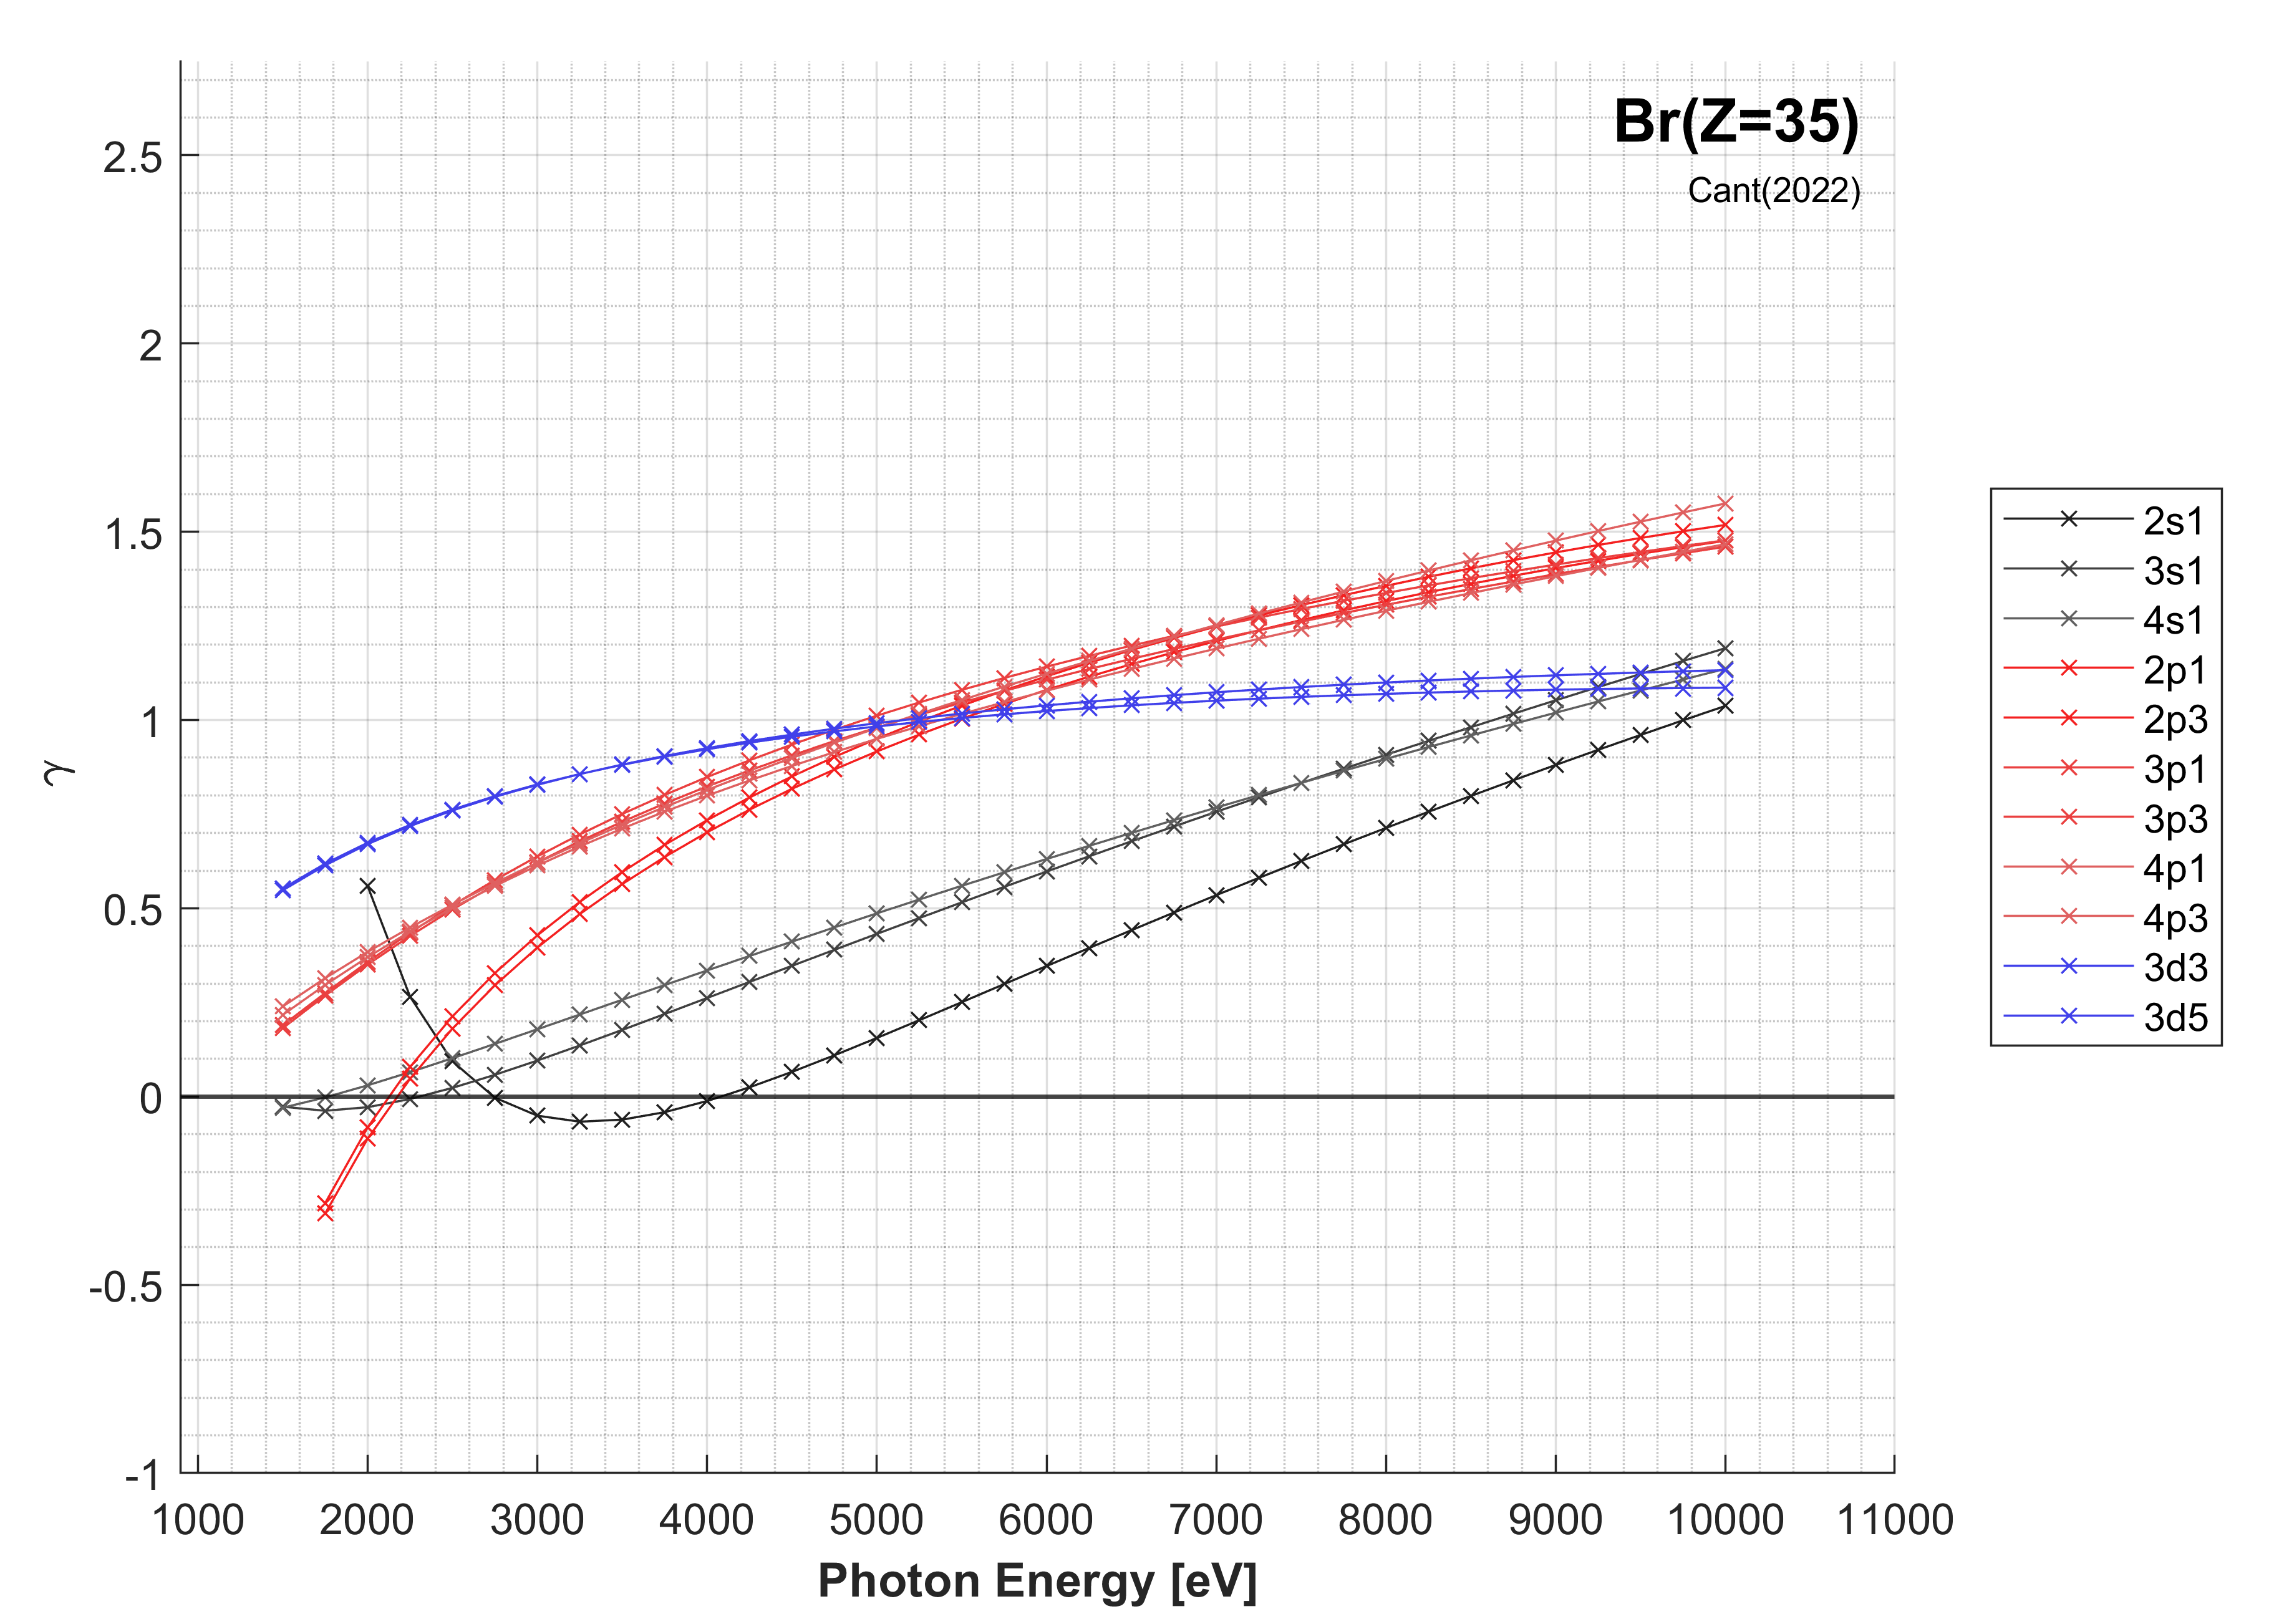 Br(Z=35)
Cant(2022)
2.5
2
1.5
1
0.5
0
-0.5
-1
γ
1000 2000 3000 4000 5000 6000 7000 8000 9000 10000 11000
Photon Energy [eV]
2s1
3s1
4s1
2p1
2p3
3p1
3p3
4p1
4p3
3d3
3d5